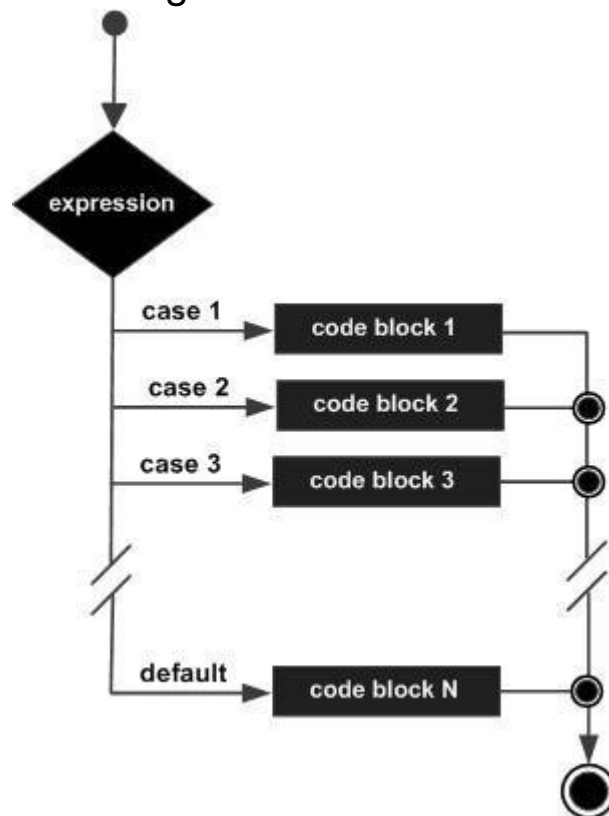 expression
case 1
code block 1
case 2
code block 2
case 3
code block 3
default
code block N